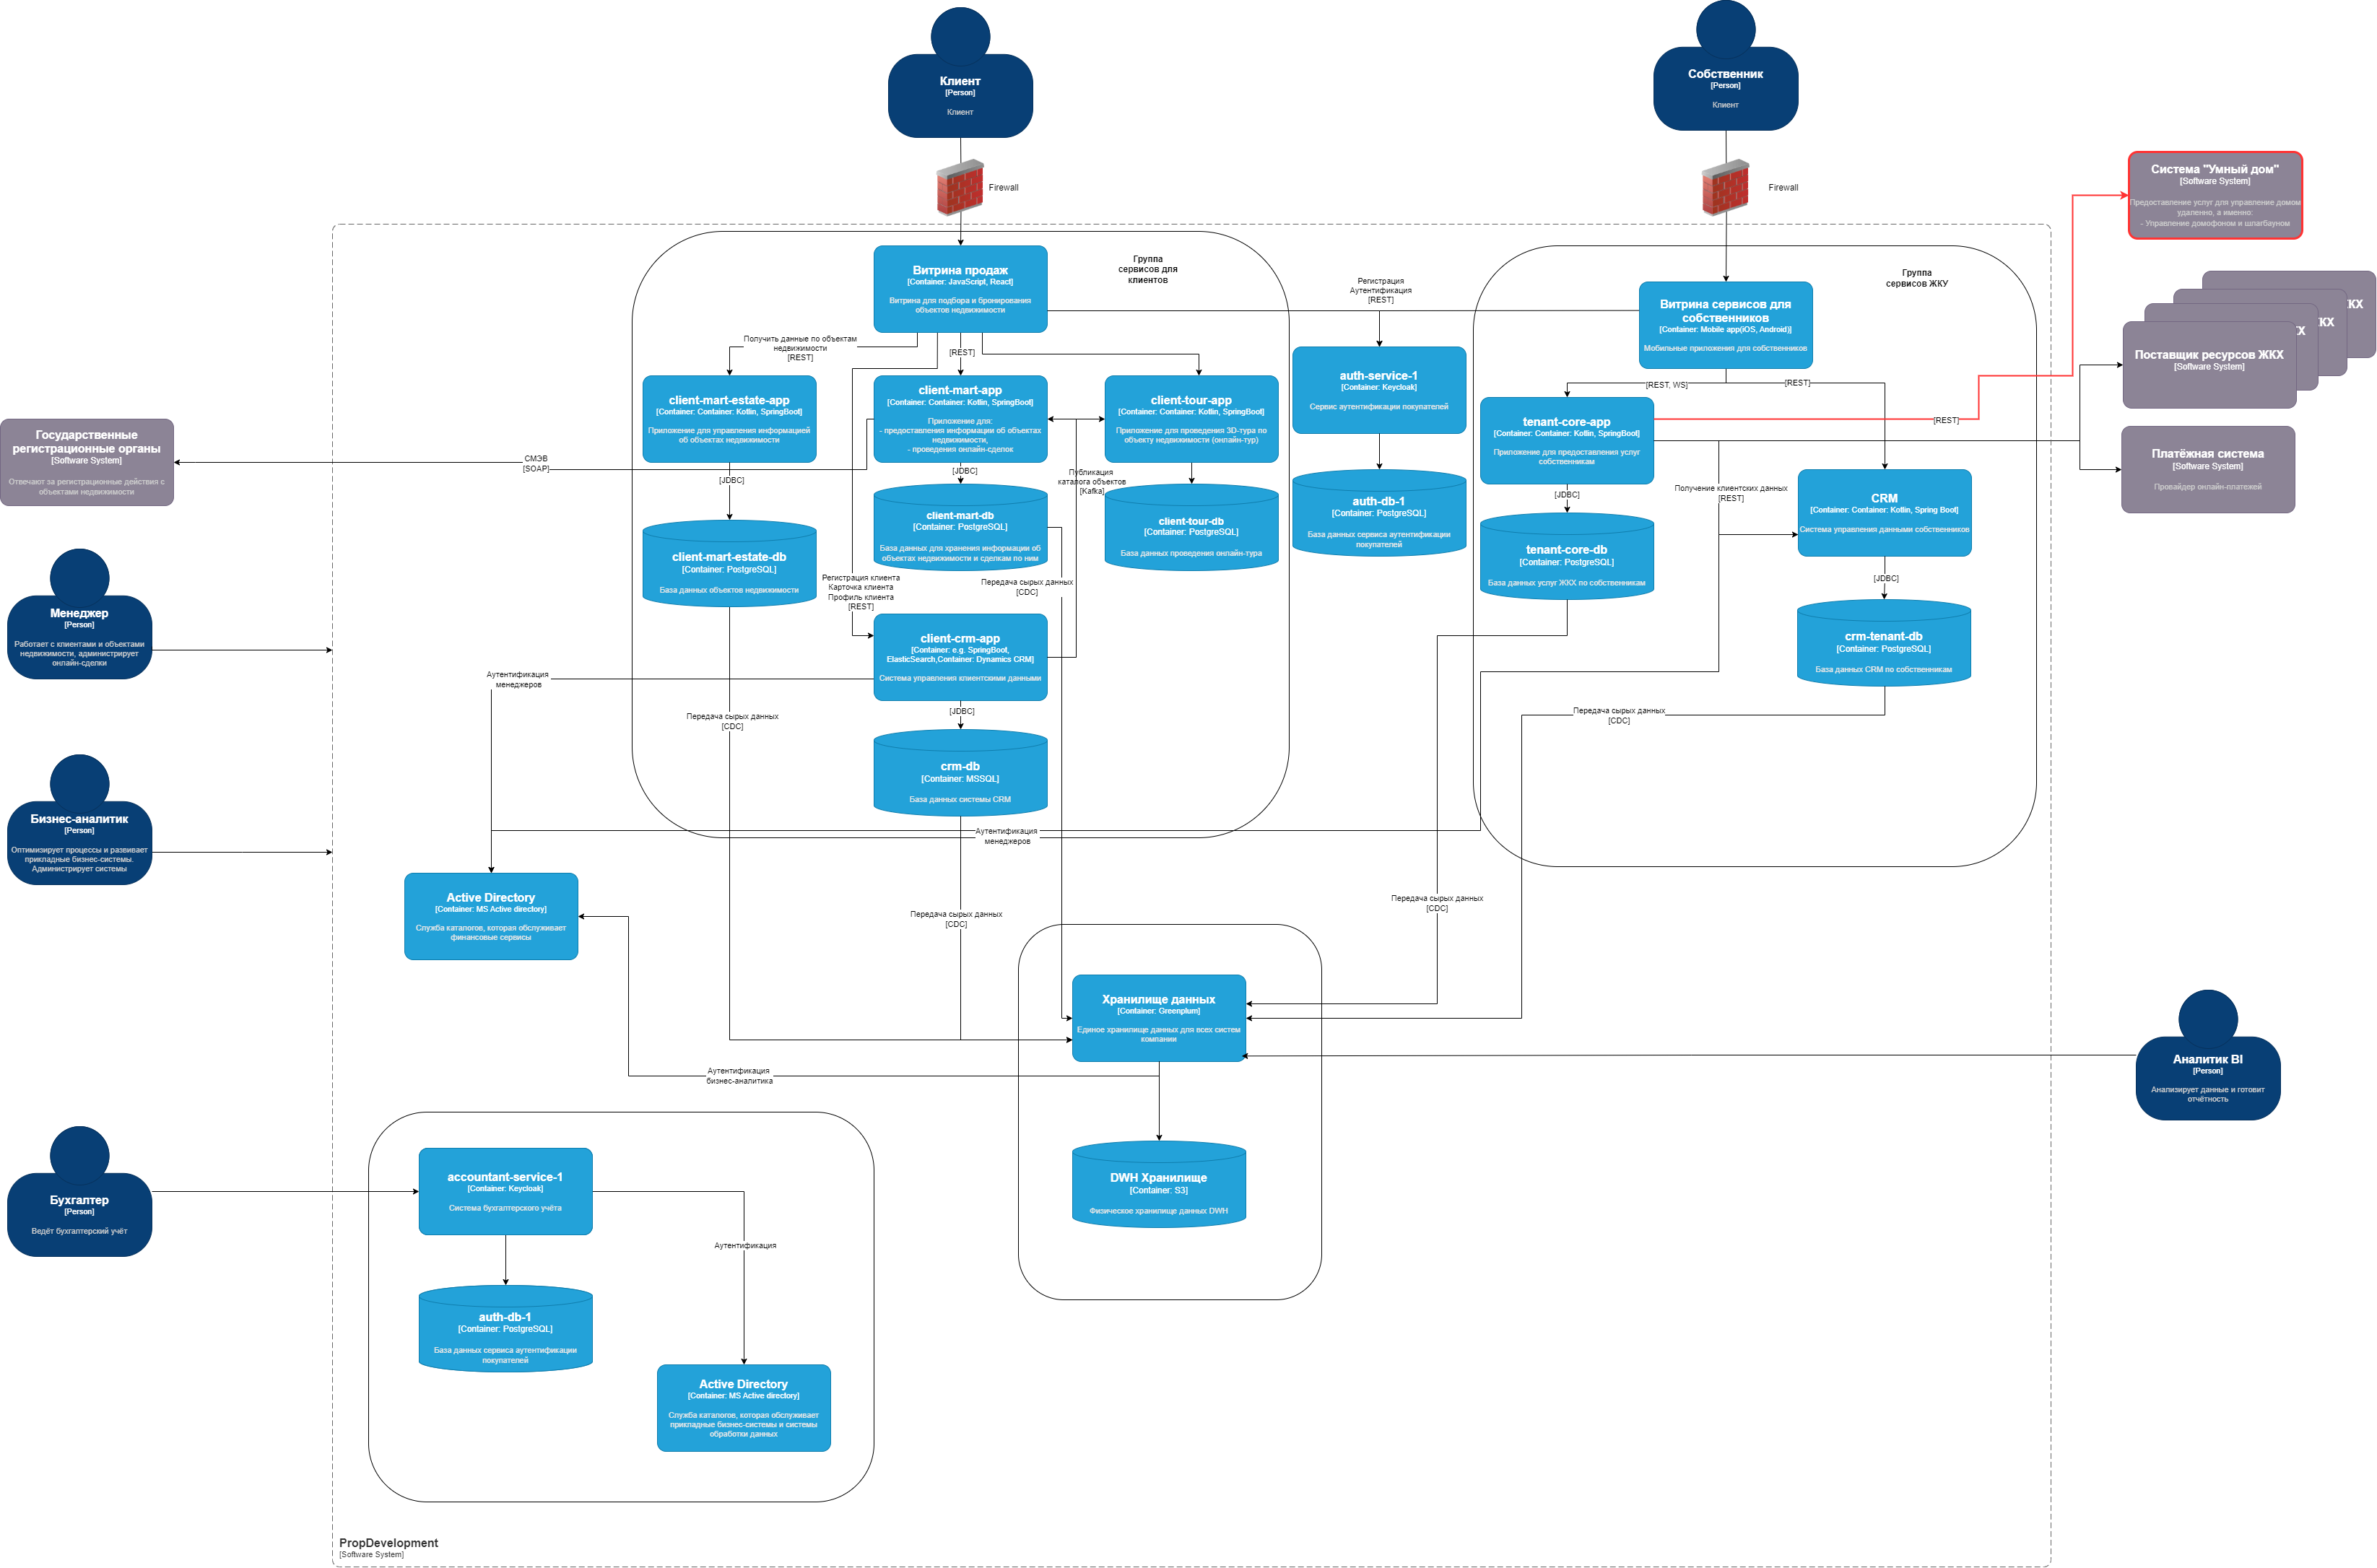 Клиент
[Person]
Клиент
Собственник
[Person]
Клиент
Firewall
Firewall
Система "Умный дом"
[Software System]
Предоставление услуг для управление домом
удаленно, а именно:
- Управление домофоном и шлагбауном
Группа
сервисов для
клиентов
Витрина продаж
[Container: JavaScript, React]
Витрина для подбора и бронирования
объектов недвижимости
Регистрация
Аутентификация
[REST]
Группа
сервисов ЖКУ
Витрина сервисов для
собственников
[Container: Mobile app(iOS, Android)]
Мобильные приложения для собственников
КХ
КХ
Х
Поставщик ресурсов ЖКХ
[Software System]
Получить данные по объектам
недвижимости
[REST]
[REST]
[REST, WS]
[REST]
client-mart-estate-app
[Container: Container: Kotlin, SpringBoot]
Приложение для управления информацией
об объектах недвижимости
client-mart-app
[Container: Container: Kotlin, SpringBoot]
Приложение для:
- предоставления информации об объектах
недвижимости,
- проведения онлайн-сделок
client-tour-app
[Container: Container: Kotlin, SpringBoot]
Приложение для проведения 3D-тура по
объекту недвижимости (онлайн-тур)
auth-service-1
[Container: Keycloak]
Сервис аутентификации покупателей
tenant-core-app
[Container: Container: Kotlin, SpringBoot]
Приложение для предоставления услуг
собственникам
[REST]
Государственные
регистрационные органы
[Software System]
Отвечают за регистрационные действия с
объектами недвижимости
СМЭВ
[SOAP]
Платёжная система
[Software System]
Провайдер онлайн-платежей
[JDBC]
[JDBC]
Публикация
каталога объектов
[Kafka]
[JDBC]
Получение клиентских данных
[REST]
CRM
[Container: Container: Kotlin, Spring Boot]
Система управления данными собственников
client-mart-db
[Container: PostgreSQL]
База данных для хранения информации об
объектах недвижимости и сделкам по ним
client-tour-db
[Container: PostgreSQL]
База данных проведения онлайн-тура
auth-db-1
[Container: PostgreSQL]
База данных сервиса аутентификации
покупателей
client-mart-estate-db
[Container: PostgreSQL]
База данных объектов недвижимости
tenant-core-db
[Container: PostgreSQL]
База данных услуг ЖКХ по собственникам
[JDBC]
Регистрация клиента
Карточка клиента
Профиль клиента
[REST]
Передача сырых данных
[CDC]
Менеджер
[Person]
Работает с клиентами и объектами
недвижимости, администрирует
онлайн-сделки
client-crm-app
[Container: e.g. SpringBoot,
ElasticSearch,Container: Dynamics CRM]
Система управления клиентскими данными
crm-tenant-db
[Container: PostgreSQL]
База данных CRM по собственникам
Аутентификация
менеджеров
[JDBC]
Передача сырых данных
[CDC]
Передача сырых данных
[CDC]
crm-db
[Container: MSSQL]
База данных системы CRM
Бизнес-аналитик
[Person]
Оптимизирует процессы и развивает
прикладные бизнес-системы.
Администрирует системы
Аутентификация
менеджеров
Active Directory
[Container: MS Active directory]
Служба каталогов, которая обслуживает
финансовые сервисы
Передача сырых данных
[CDC]
Передача сырых данных
[CDC]
Хранилище данных
[Container: Greenplum]
Единое хранилище данных для всех систем
компании
Аутентификация
бизнес-аналитика
Аналитик BI
[Person]
Анализирует данные и готовит
отчётность
DWH Хранилище
[Container: S3]
Физическое хранилище данных DWH
Бухгалтер
[Person]
Ведёт бухгалтерский учёт
accountant-service-1
[Container: Keycloak]
Система бухгалтерского учёта
Аутентификация
auth-db-1
[Container: PostgreSQL]
База данных сервиса аутентификации
покупателей
Active Directory
[Container: MS Active directory]
Служба каталогов, которая обслуживает
прикладные бизнес-системы и системы
обработки данных
PropDevelopment
[Software System]